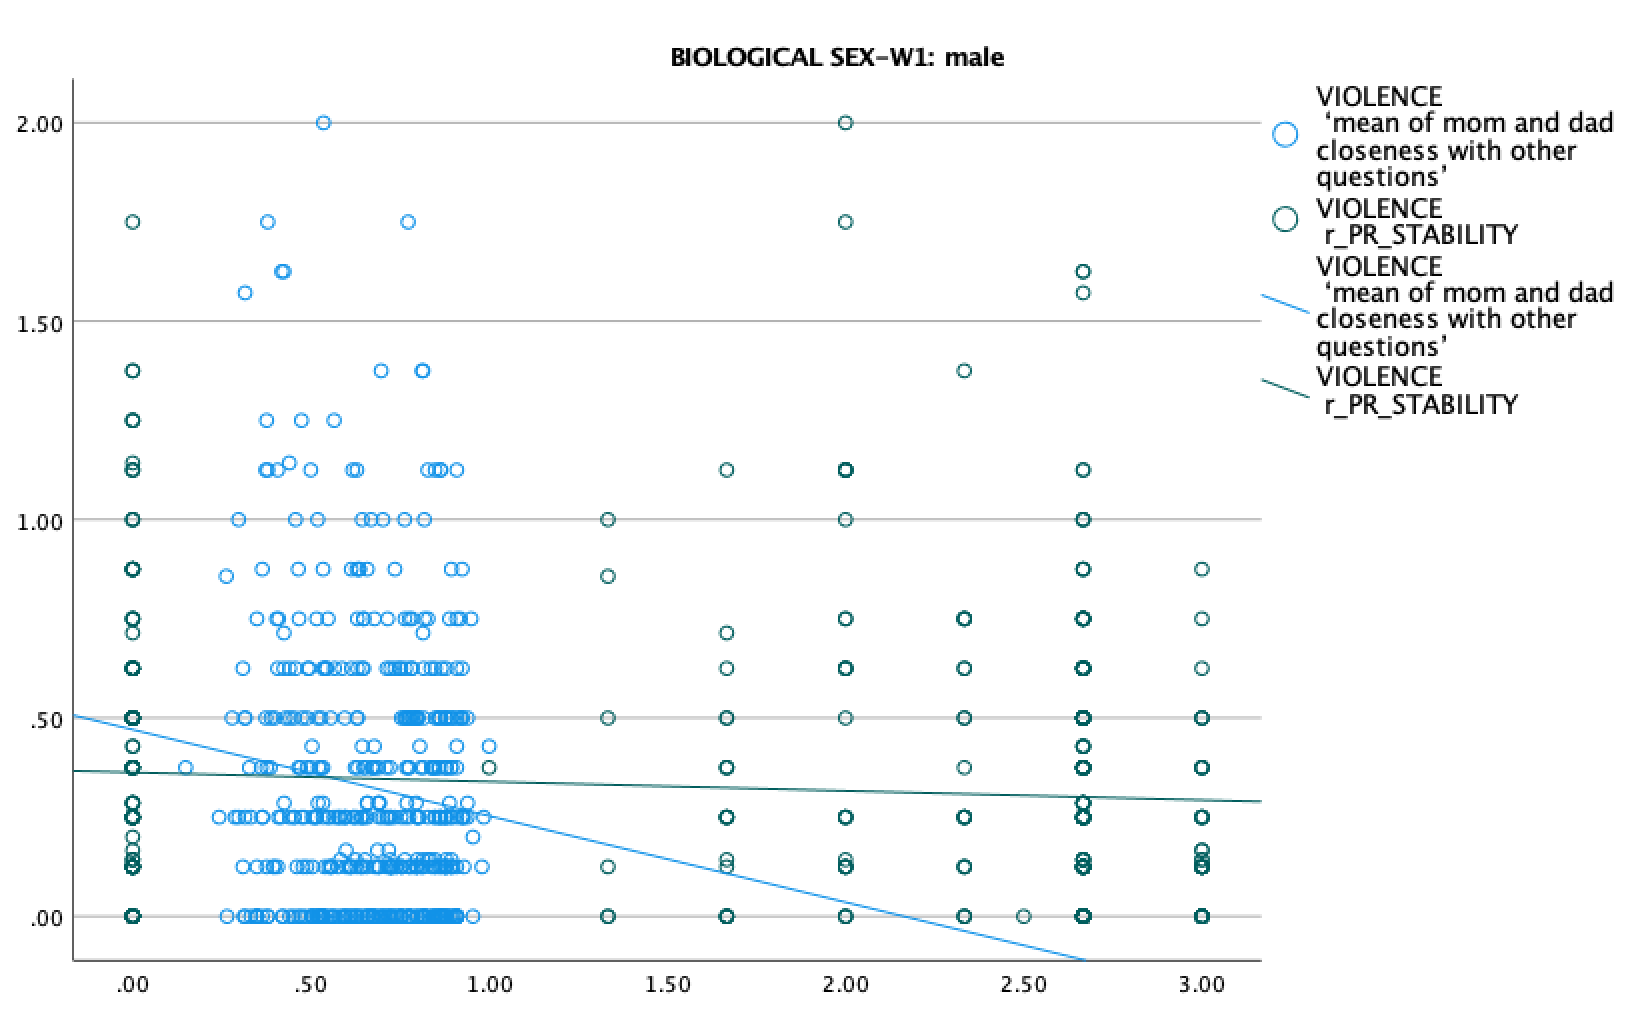 BIOLOGICAL SEX-W1: male
2.00
1.50
1.00
.50
.00
.00
.50
1.00
1.50
2.00
2.50
3.00
VIOLENCE
‘mean of mom and dad
closeness with other
questions’
VIOLENCE
r_PR_STABILITY
VIOLENCE
‘mean of mom and dad
closeness with other
questions’
VIOLENCE
r_PR_STABILITY